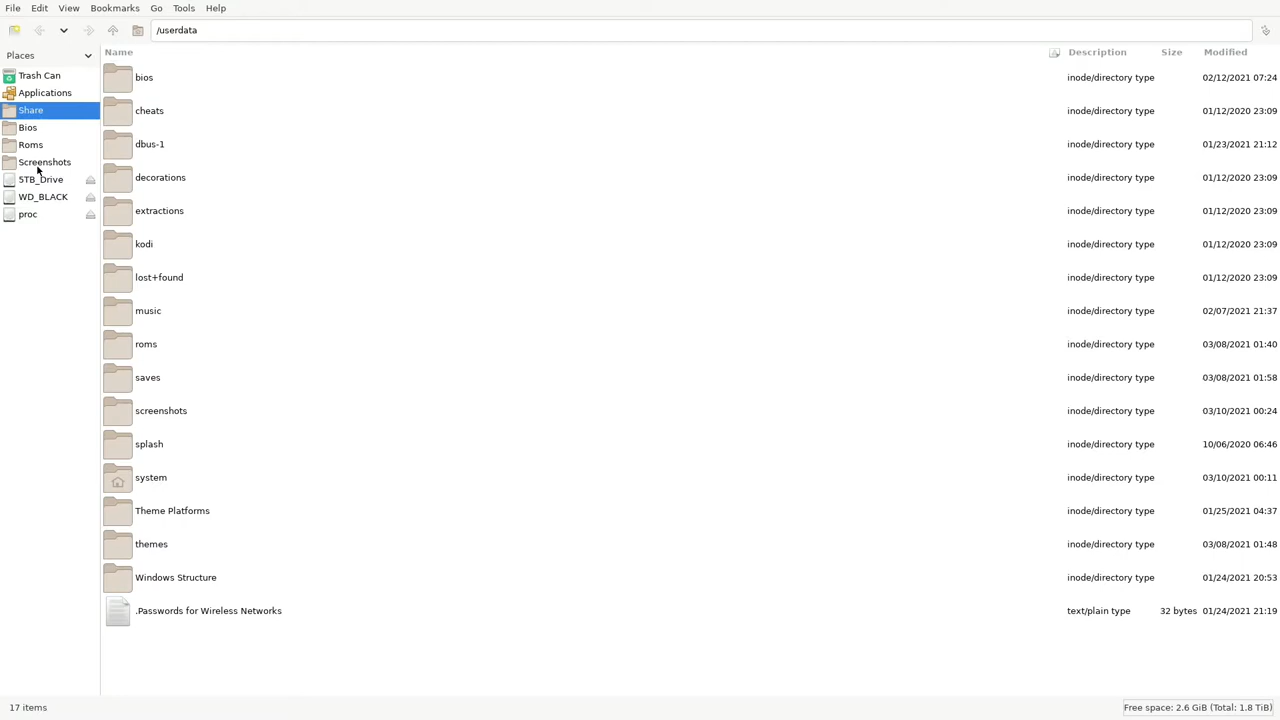 File Edit View Bookmarks Go Tools Help
/userdata
Places
Name Description Size Modified
Trash Can
Applications
Share
Bios
Roms
Screenshots
5TB_Drive
WD_BLACK
proc
bios inode/directory type 02/12/2021 07:24
cheats inode/directory type 01/12/2020 23:09
dbus-1 inode/directory type 01/23/2021 21:12
decorations inode/directory type 01/12/2020 23:09
extractions inode/directory type 01/12/2020 23:09
kodi inode/directory type 01/12/2020 23:09
lost+found inode/directory type 01/12/2020 23:09
music inode/directory type 02/07/2021 21:37
roms inode/directory type 03/08/2021 01:40
saves inode/directory type 03/08/2021 01:58
screenshots inode/directory type 03/10/2021 00:24
splash inode/directory type 10/06/2020 06:46
system inode/directory type 03/10/2021 00:11
Theme Platforms inode/directory type 01/25/2021 04:37
themes inode/directory type 03/08/2021 01:48
Windows Structure inode/directory type 01/24/2021 20:53
.Passwords for Wireless Networks text/plain type 32 bytes 01/24/2021 21:19
17 items
Free space: 2.6 GiB (Total: 1.8 TiB)